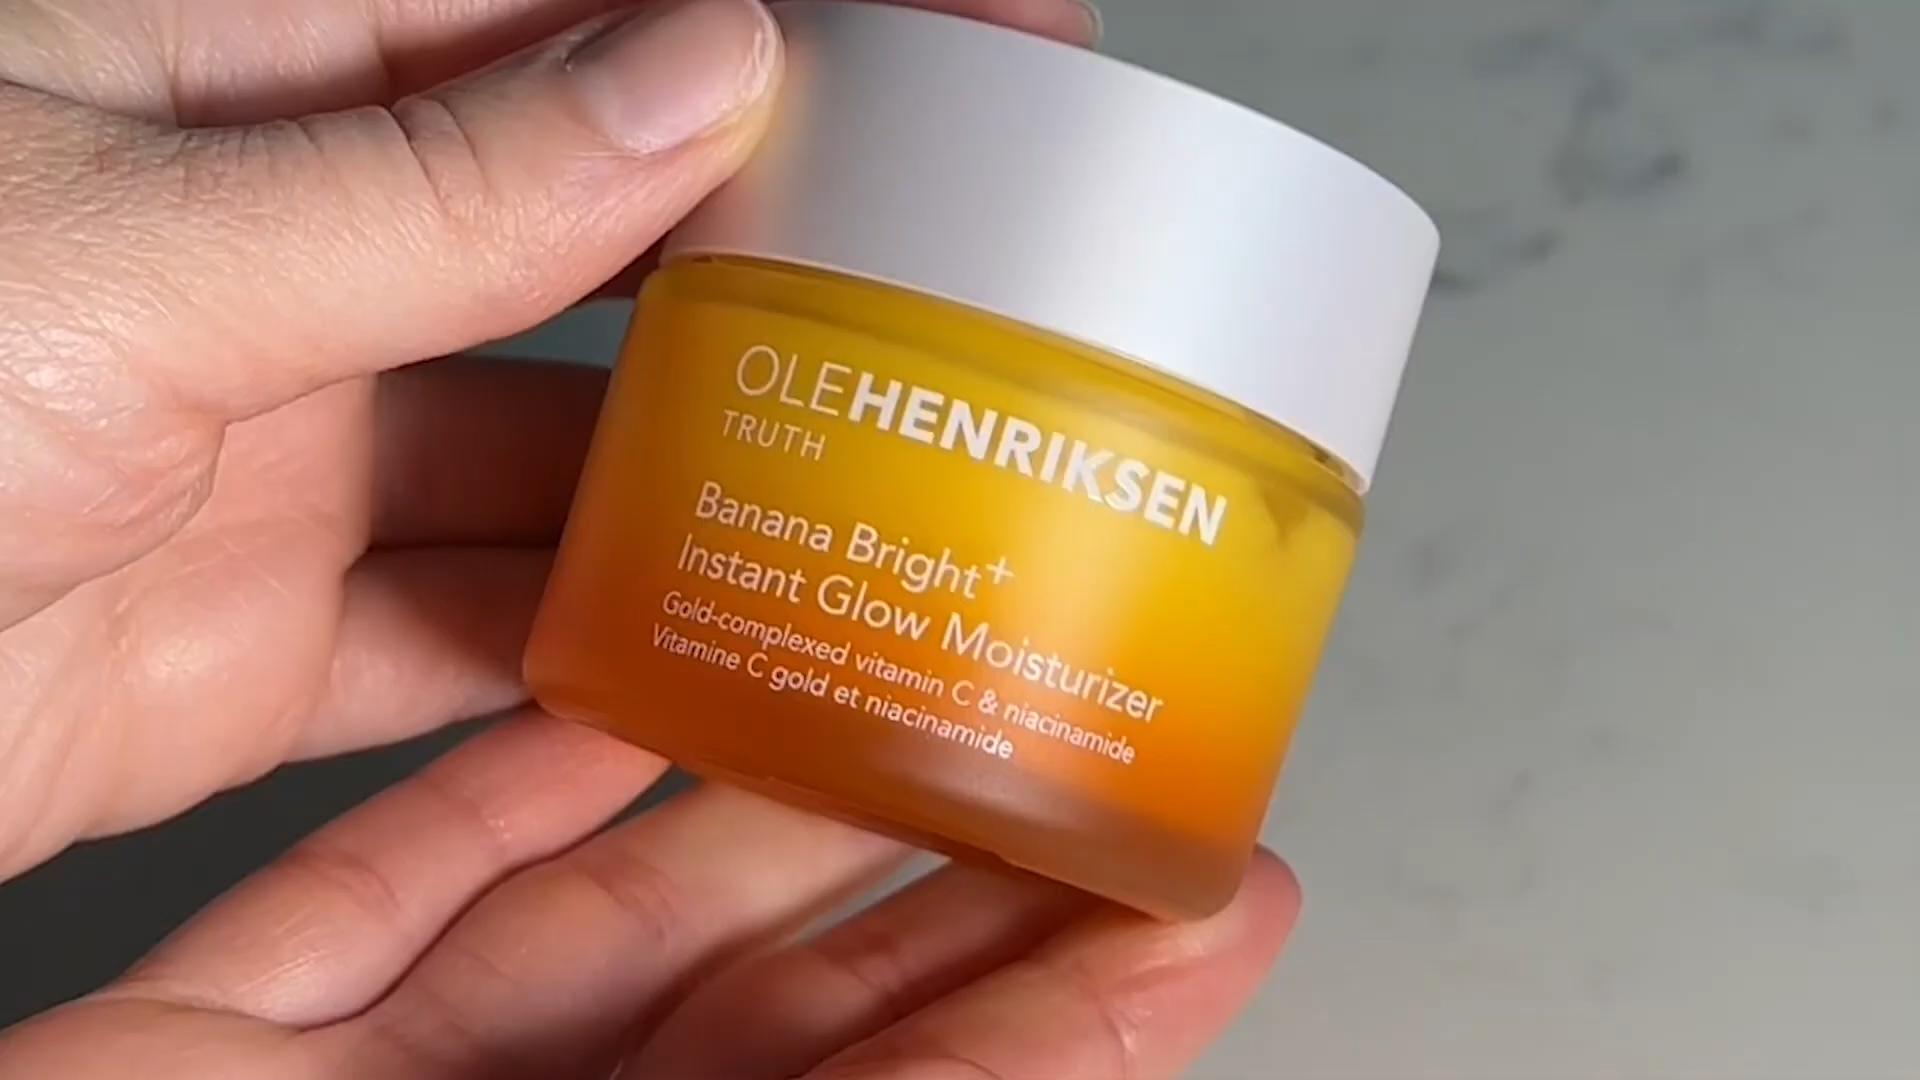 OLEHENRIKSEN
TRUTH
Banana Bright+
Instant Glow Moisturizer
Gold-complexed vitamin C & niacinamide
Vitamine C gold et niacinamide